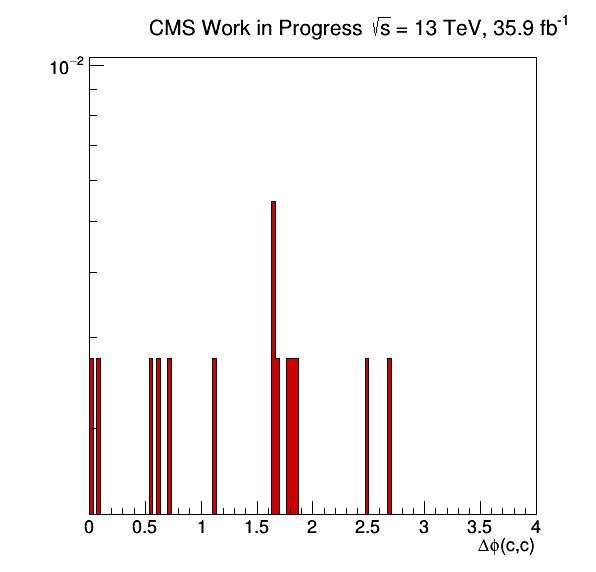 CMS Work in Progress √s = 13 TeV, 35.9 fb⁻¹
10⁻²
0 0.5 1 1.5 2 2.5 3 3.5 4
Δϕ(c,c)